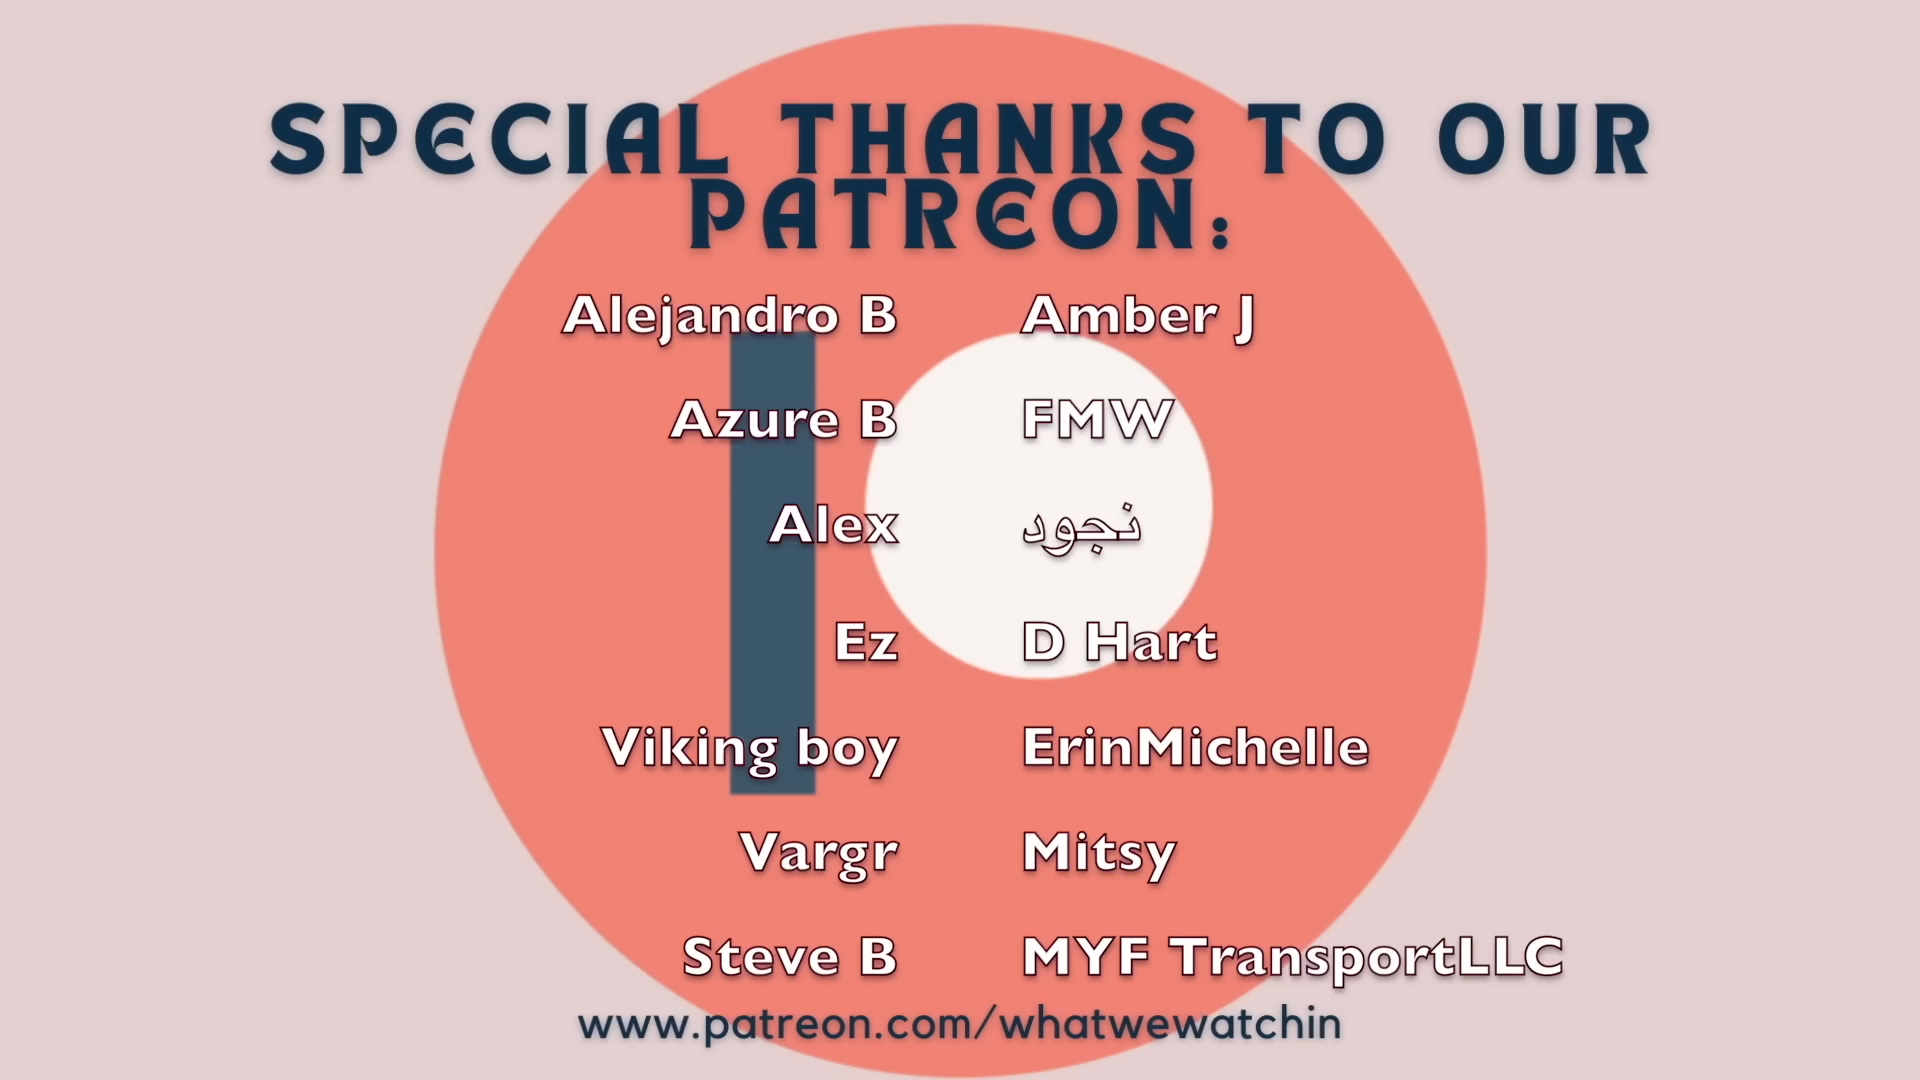 SPECIAL THANKS TO OUR
PATREON:
Alejandro B Amber J
Azure B FMW
Alex نجود
Ez D Hart
Viking boy ErinMichelle
Vargr Mitsy
Steve B MYF TransportLLC
www.patreon.com/whatwewatchin